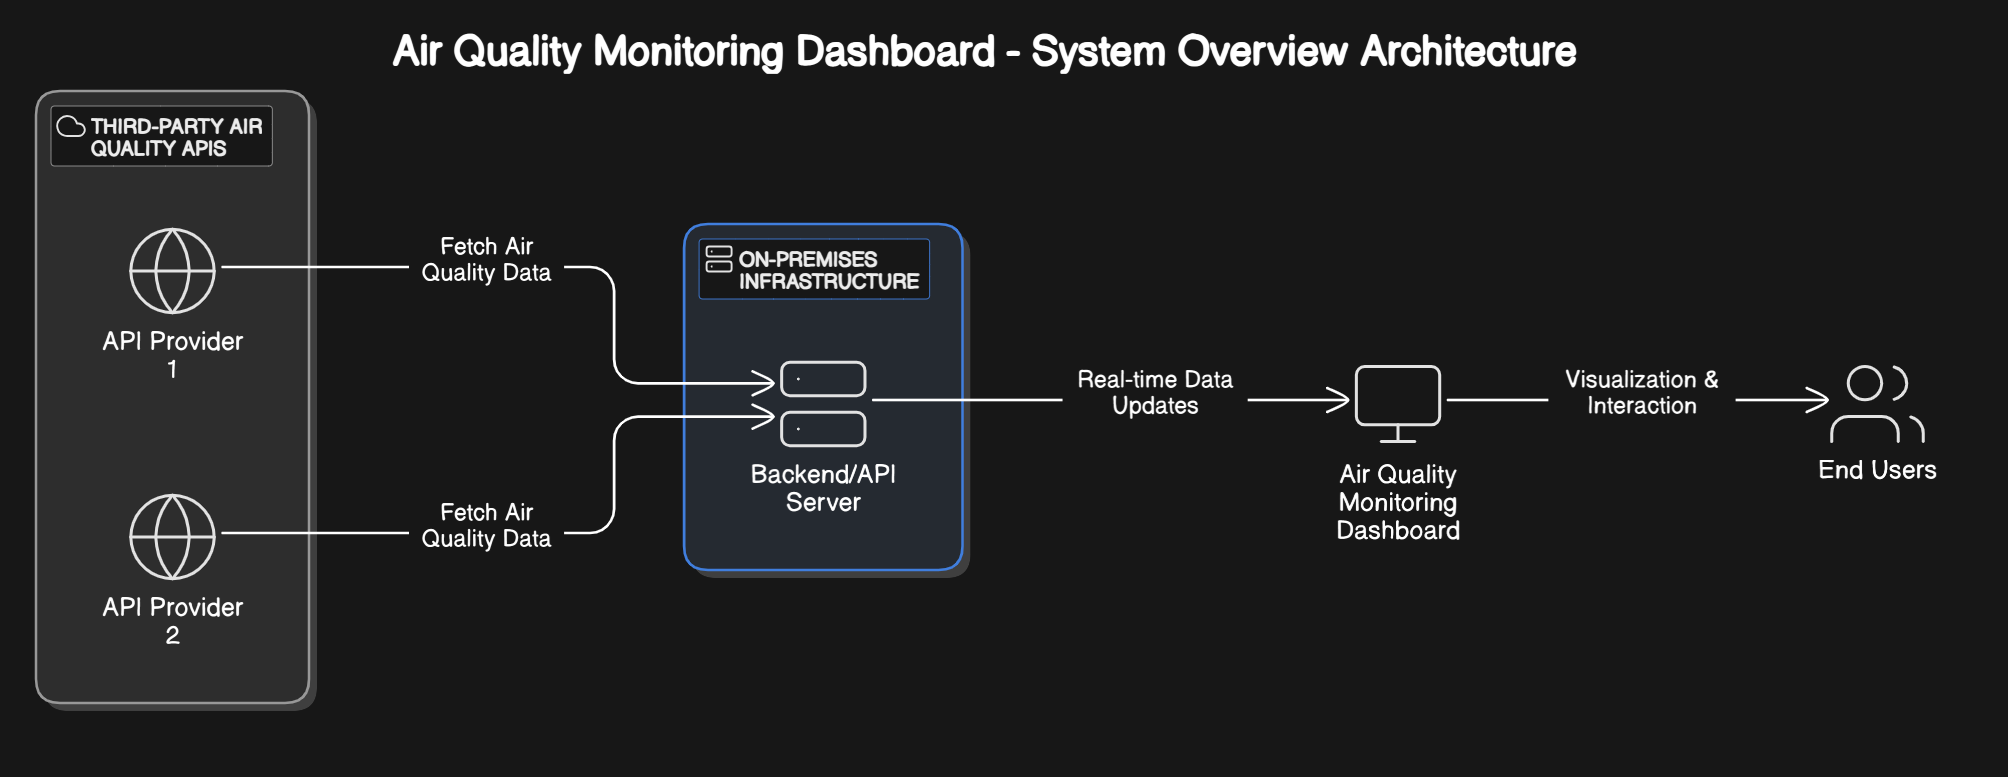 Air Quality Monitoring Dashboard - System Overview Architecture
THIRD-PARTY AIR
QUALITY APIS
API Provider
1
API Provider
2
Fetch Air
Quality Data
Fetch Air
Quality Data
ON-PREMISES
INFRASTRUCTURE
Backend/API
Server
Real-time Data
Updates
Air Quality
Monitoring
Dashboard
Visualization &
Interaction
End Users